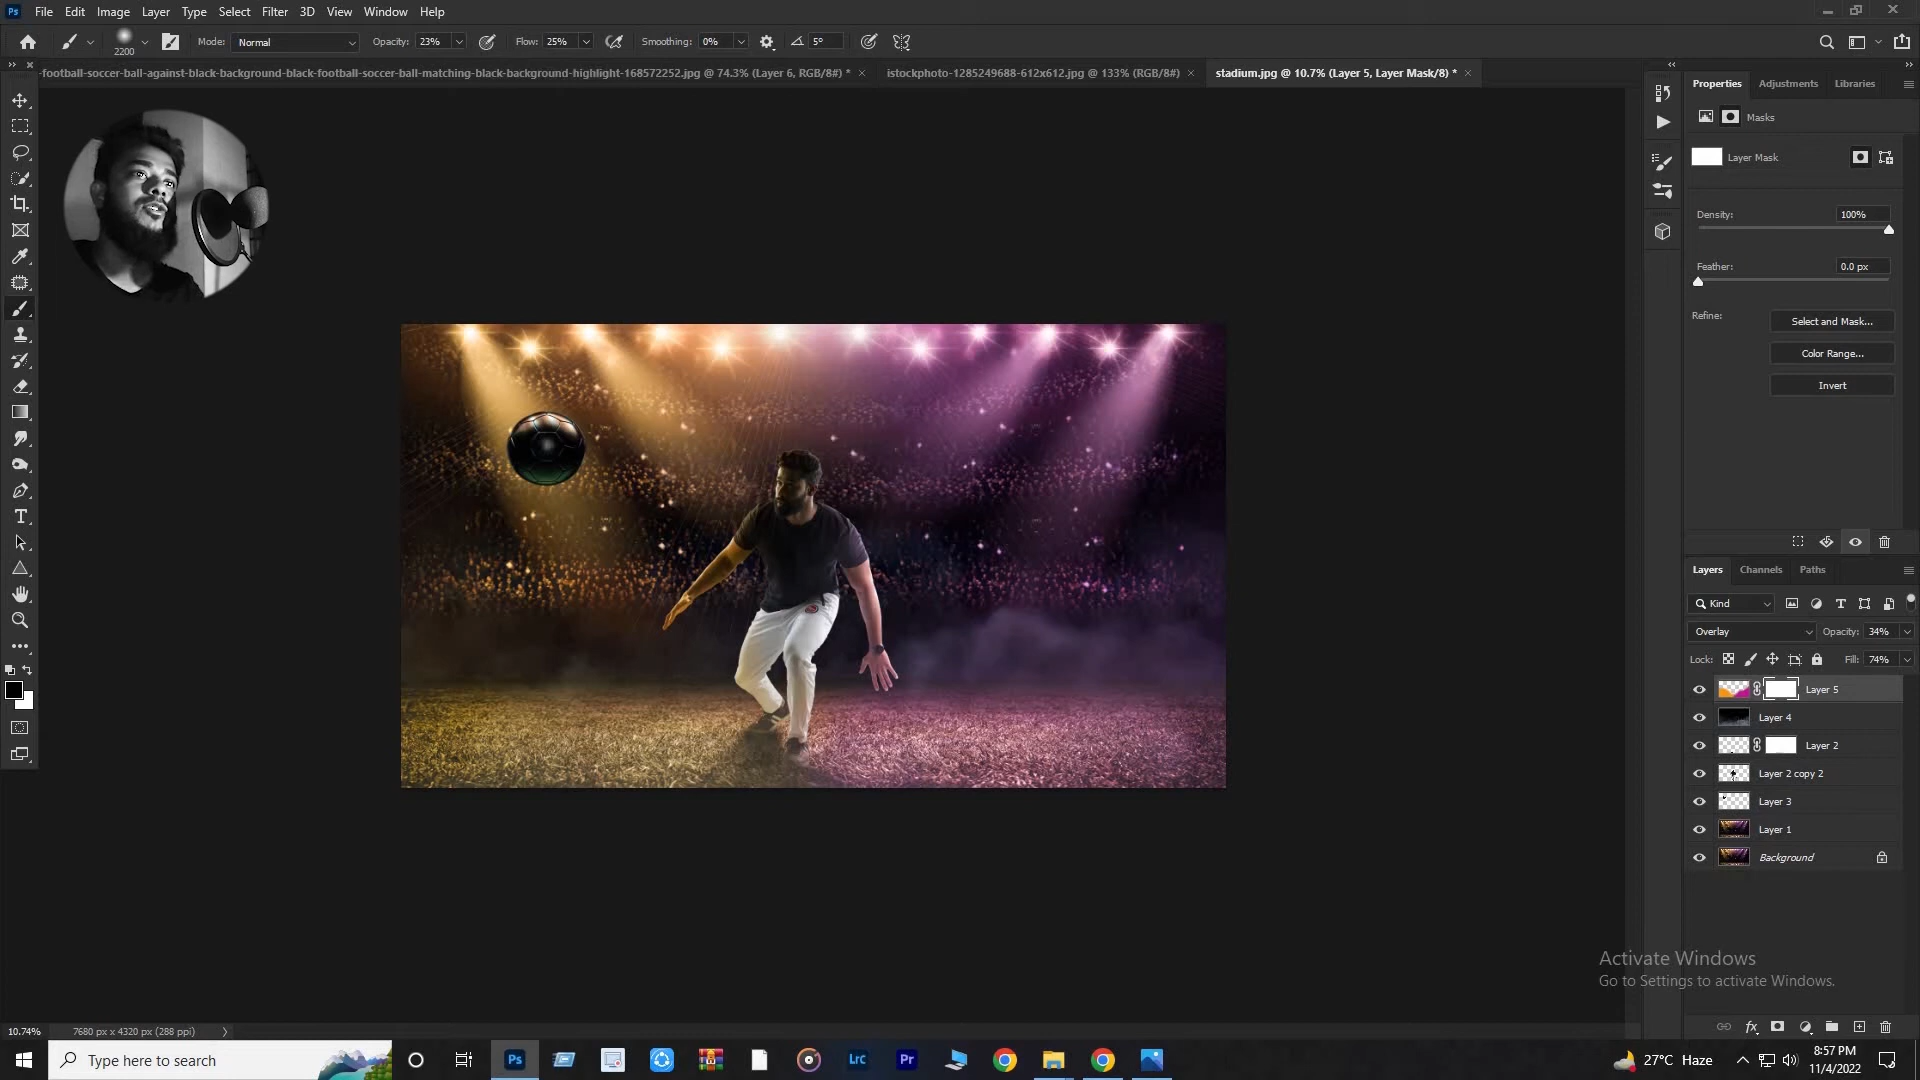 Ps File Edit Image Layer Type Select Filter 3D View Window Help
2200 Mode: Normal Opacity: 23% Flow: 25% Smoothing: 0% 5°
-football-soccer-ball-against-black-background-black-football-soccer-ball-matching-black-background-highlight-168572252.jpg @ 74.3% (Layer 6, RGB/8#) * × istockphoto-1285249688-612x612.jpg @ 133% (RGB/8#) × stadium.jpg @ 10.7% (Layer 5, Layer Mask/8) * ×
Properties Adjustments Libraries
Masks
Layer Mask
Density: 100%
Feather: 0.0 px
Refine: Select and Mask...
Color Range...
Invert
Layers Channels Paths
Kind
Overlay Opacity: 34%
Lock: Fill: 74%
Layer 5
Layer 4
Layer 2
Layer 2 copy 2
Layer 3
Layer 1
Background
Activate Windows
Go to Settings to activate Windows.
10.74% 7680 px x 4320 px (288 ppi)
Type here to search
Ps Lrc Pr
27°C Haze
8:57 PM
11/4/2022